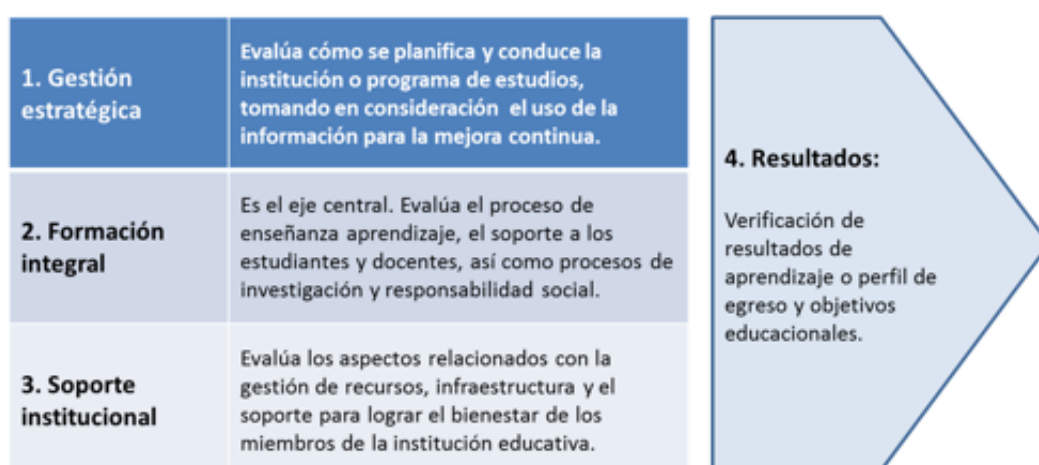 1. Gestión
estratégica
Evalúa cómo se planifica y conduce la
institución o programa de estudios,
tomando en consideración el uso de la
información para la mejora continua.
2. Formación
integral
Es el eje central. Evalúa el proceso de
enseñanza aprendizaje, el soporte a los
estudiantes y docentes, así como procesos de
investigación y responsabilidad social.
3. Soporte
institucional
Evalúa los aspectos relacionados con la
gestión de recursos, infraestructura y el
soporte para lograr el bienestar de los
miembros de la institución educativa.
4. Resultados:
Verificación de
resultados de
aprendizaje o perfil de
egreso y objetivos
educacionales.